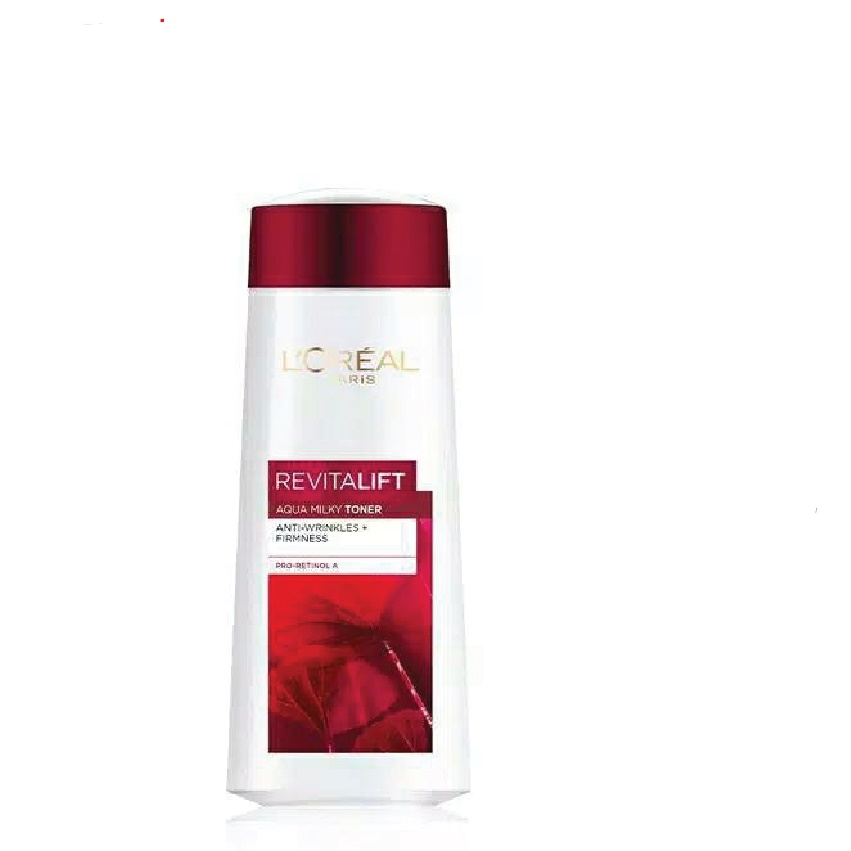 L'ORÉAL
PARIS
REVITALIFT
AQUA MILKY TONER
ANTI-WRINKLES +
FIRMNESS
PRO-RETINOL A